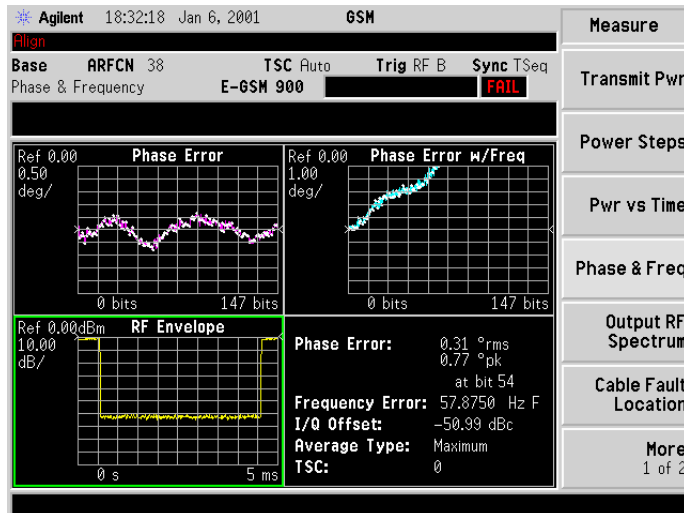 Agilent 18:32:18 Jan 6, 2001 GSM
Measure
Align
Base ARFCN 38 TSC Auto Trig RF B Sync TSeq
Phase & Frequency E-GSM 900 FAIL
Transmit Pwr
Power Steps
Pwr vs Time
Phase & Freq
Output RF
Spectrum
Cable Fault
Location
More
1 of 2
Ref 0.00 Phase Error
0.50
deg/
0 bits 147 bits
Ref 0.00 Phase Error w/Freq
1.00
deg/
0 bits 147 bits
Ref 0.00dBm RF Envelope
10.00
dB/
0 s 5 ms
Phase Error: 0.31 °rms
0.77 °pk
at bit 54
Frequency Error: 57.8750 Hz F
I/Q Offset: -50.99 dBc
Average Type: Maximum
TSC: 0